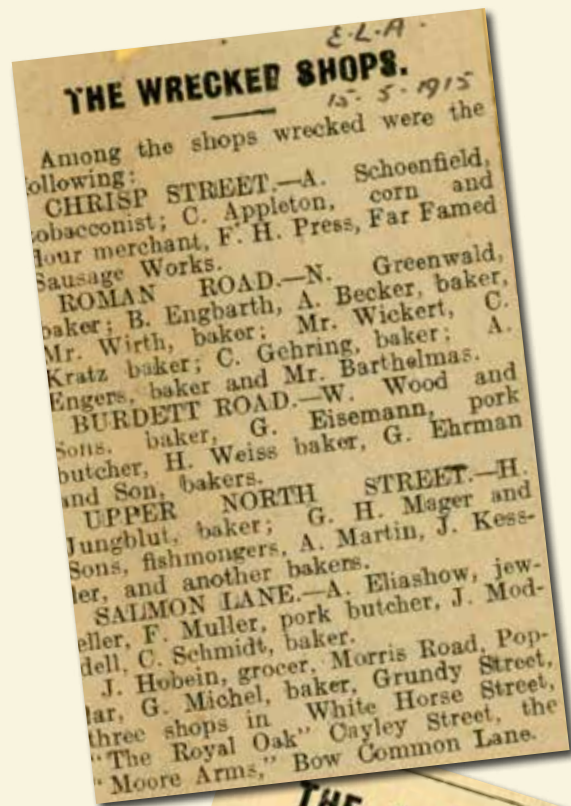 E.L.A.
THE WRECKED SHOPS.
15.5.1915
Among the shops wrecked were the
ollowing:
CHRISP STREET.—A. Schoenfield,
obacconist; C. Appleton, corn and
lour merchant, F. H. Press, Far Famed
Sausage Works.
ROMAN ROAD.—N. Greenwald,
baker; B. Engbarth, A. Becker, baker,
Mr. Wirth, baker; Mr. Wickert, C.
Kratz baker; C. Gehring, baker; A.
Engers, baker and Mr. Barthelmas.
BURDETT ROAD.—W. Wood and
Sons, baker, G. Eisemann, pork
butcher, H. Weiss baker, G. Ehrman
and Son, bakers.
UPPER NORTH STREET.—H.
Jungblut, baker; G. H. Mager and
Sons, fishmongers, A. Martin, J. Kess-
ler, and another bakers.
SALMON LANE.—A. Eliashow, jew-
eller, F. Muller, pork butcher, J. Mod-
dell, C. Schmidt, baker.
J. Hobein, grocer, Morris Road, Pop-
lar, G. Michel, baker, Grundy Street,
three shops in White Horse Street,
"The Royal Oak" Cayley Street, the
"Moore Arms," Bow Common Lane.
THE